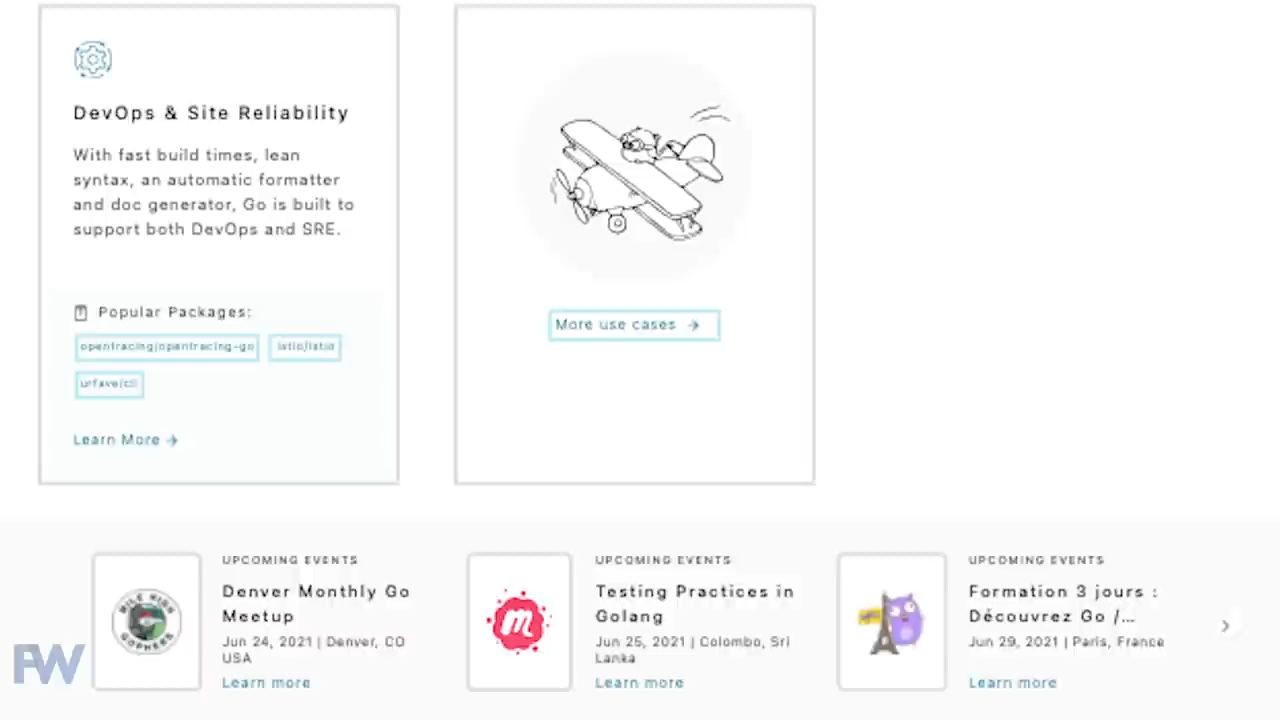 DevOps & Site Reliability
With fast build times, lean
syntax, an automatic formatter
and doc generator, Go is built to
support both DevOps and SRE.
Popular Packages:
opentracing/opentracing-go
istio/istio
urfave/cli
Learn More →
More use cases →
UPCOMING EVENTS
Denver Monthly Go
Meetup
Jun 24, 2021 | Denver, CO
USA
Learn more
MILE HIGH
GOPHERS
UPCOMING EVENTS
Testing Practices in
Golang
Jun 25, 2021 | Colombo, Sri
Lanka
Learn more
m
UPCOMING EVENTS
Formation 3 jours :
Découvrez Go /...
Jun 29, 2021 | Paris, France
Learn more
FW